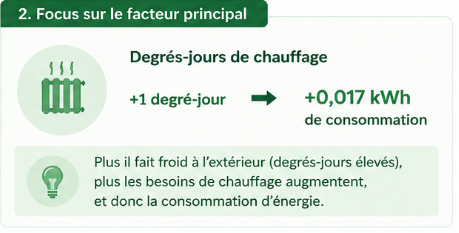 2. Focus sur le facteur principal
Degrés-jours de chauffage
+1 degré-jour
+0,017 kWh
de consommation
Plus il fait froid à l'extérieur (degrés-jours élevés),
plus les besoins de chauffage augmentent,
et donc la consommation d'énergie.